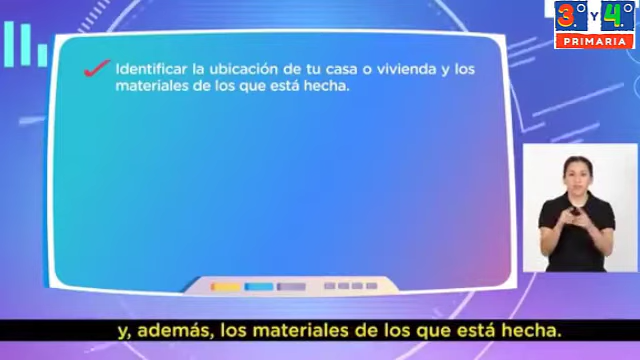 3.º Y 4.º
PRIMARIA
Identificar la ubicación de tu casa o vivienda y los
materiales de los que está hecha.
y, además, los materiales de los que está hecha.